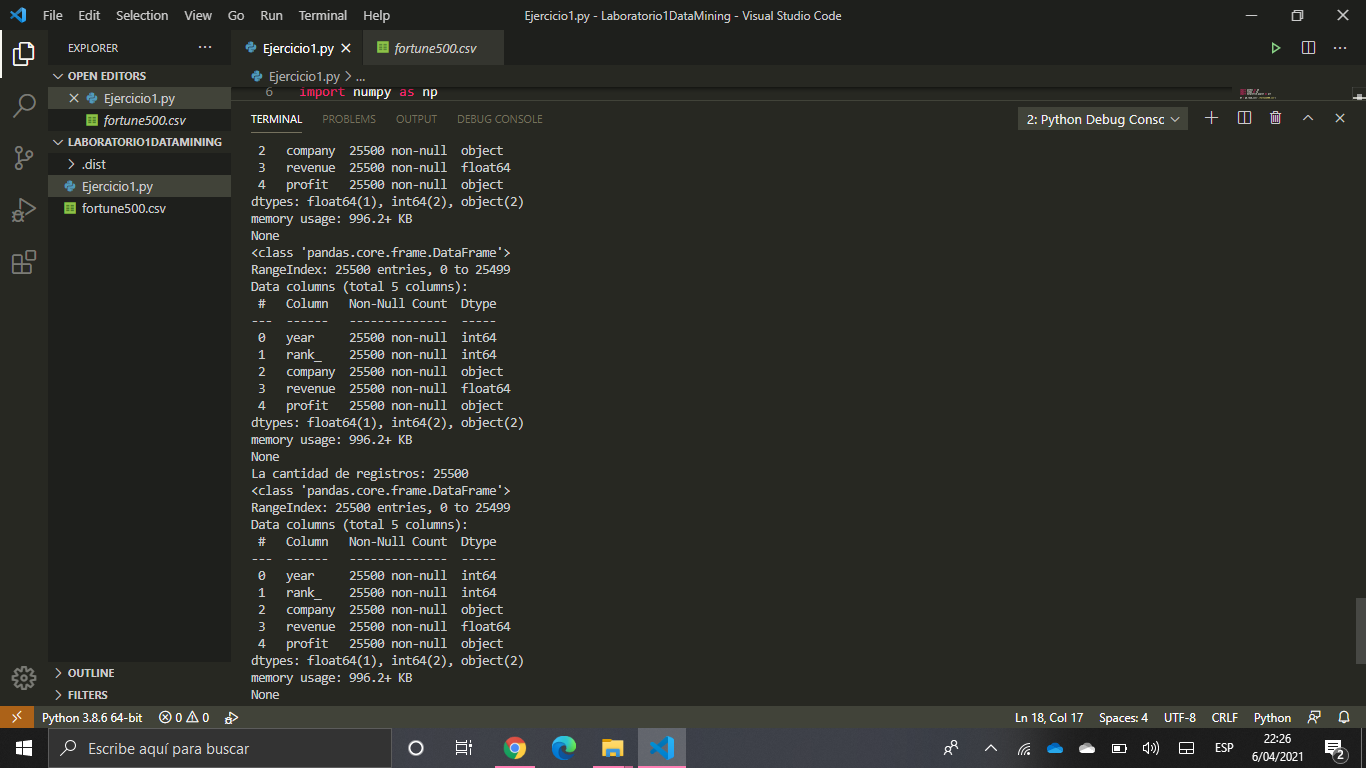 File Edit Selection View Go Run Terminal Help Ejercicio1.py - Laboratorio1DataMining - Visual Studio Code
EXPLORER ···
Ejercicio1.py fortune500.csv
OPEN EDITORS
Ejercicio1.py
fortune500.csv
LABORATORIO1DATAMINING
.dist
Ejercicio1.py
fortune500.csv
OUTLINE
FILTERS
Ejercicio1.py > ...
6 import numpy as np
TERMINAL PROBLEMS OUTPUT DEBUG CONSOLE 2: Python Debug Consc
2 company 25500 non-null object
3 revenue 25500 non-null float64
4 profit 25500 non-null object
dtypes: float64(1), int64(2), object(2)
memory usage: 996.2+ KB
None
<class 'pandas.core.frame.DataFrame'>
RangeIndex: 25500 entries, 0 to 25499
Data columns (total 5 columns):
# Column Non-Null Count Dtype
--- ------ -------------- -----
0 year 25500 non-null int64
1 rank_ 25500 non-null int64
2 company 25500 non-null object
3 revenue 25500 non-null float64
4 profit 25500 non-null object
dtypes: float64(1), int64(2), object(2)
memory usage: 996.2+ KB
None
La cantidad de registros: 25500
<class 'pandas.core.frame.DataFrame'>
RangeIndex: 25500 entries, 0 to 25499
Data columns (total 5 columns):
# Column Non-Null Count Dtype
--- ------ -------------- -----
0 year 25500 non-null int64
1 rank_ 25500 non-null int64
2 company 25500 non-null object
3 revenue 25500 non-null float64
4 profit 25500 non-null object
dtypes: float64(1), int64(2), object(2)
memory usage: 996.2+ KB
None
Python 3.8.6 64-bit 0 0 Ln 18, Col 17 Spaces: 4 UTF-8 CRLF Python
Escribe aquí para buscar ESP 22:26
6/04/2021 2